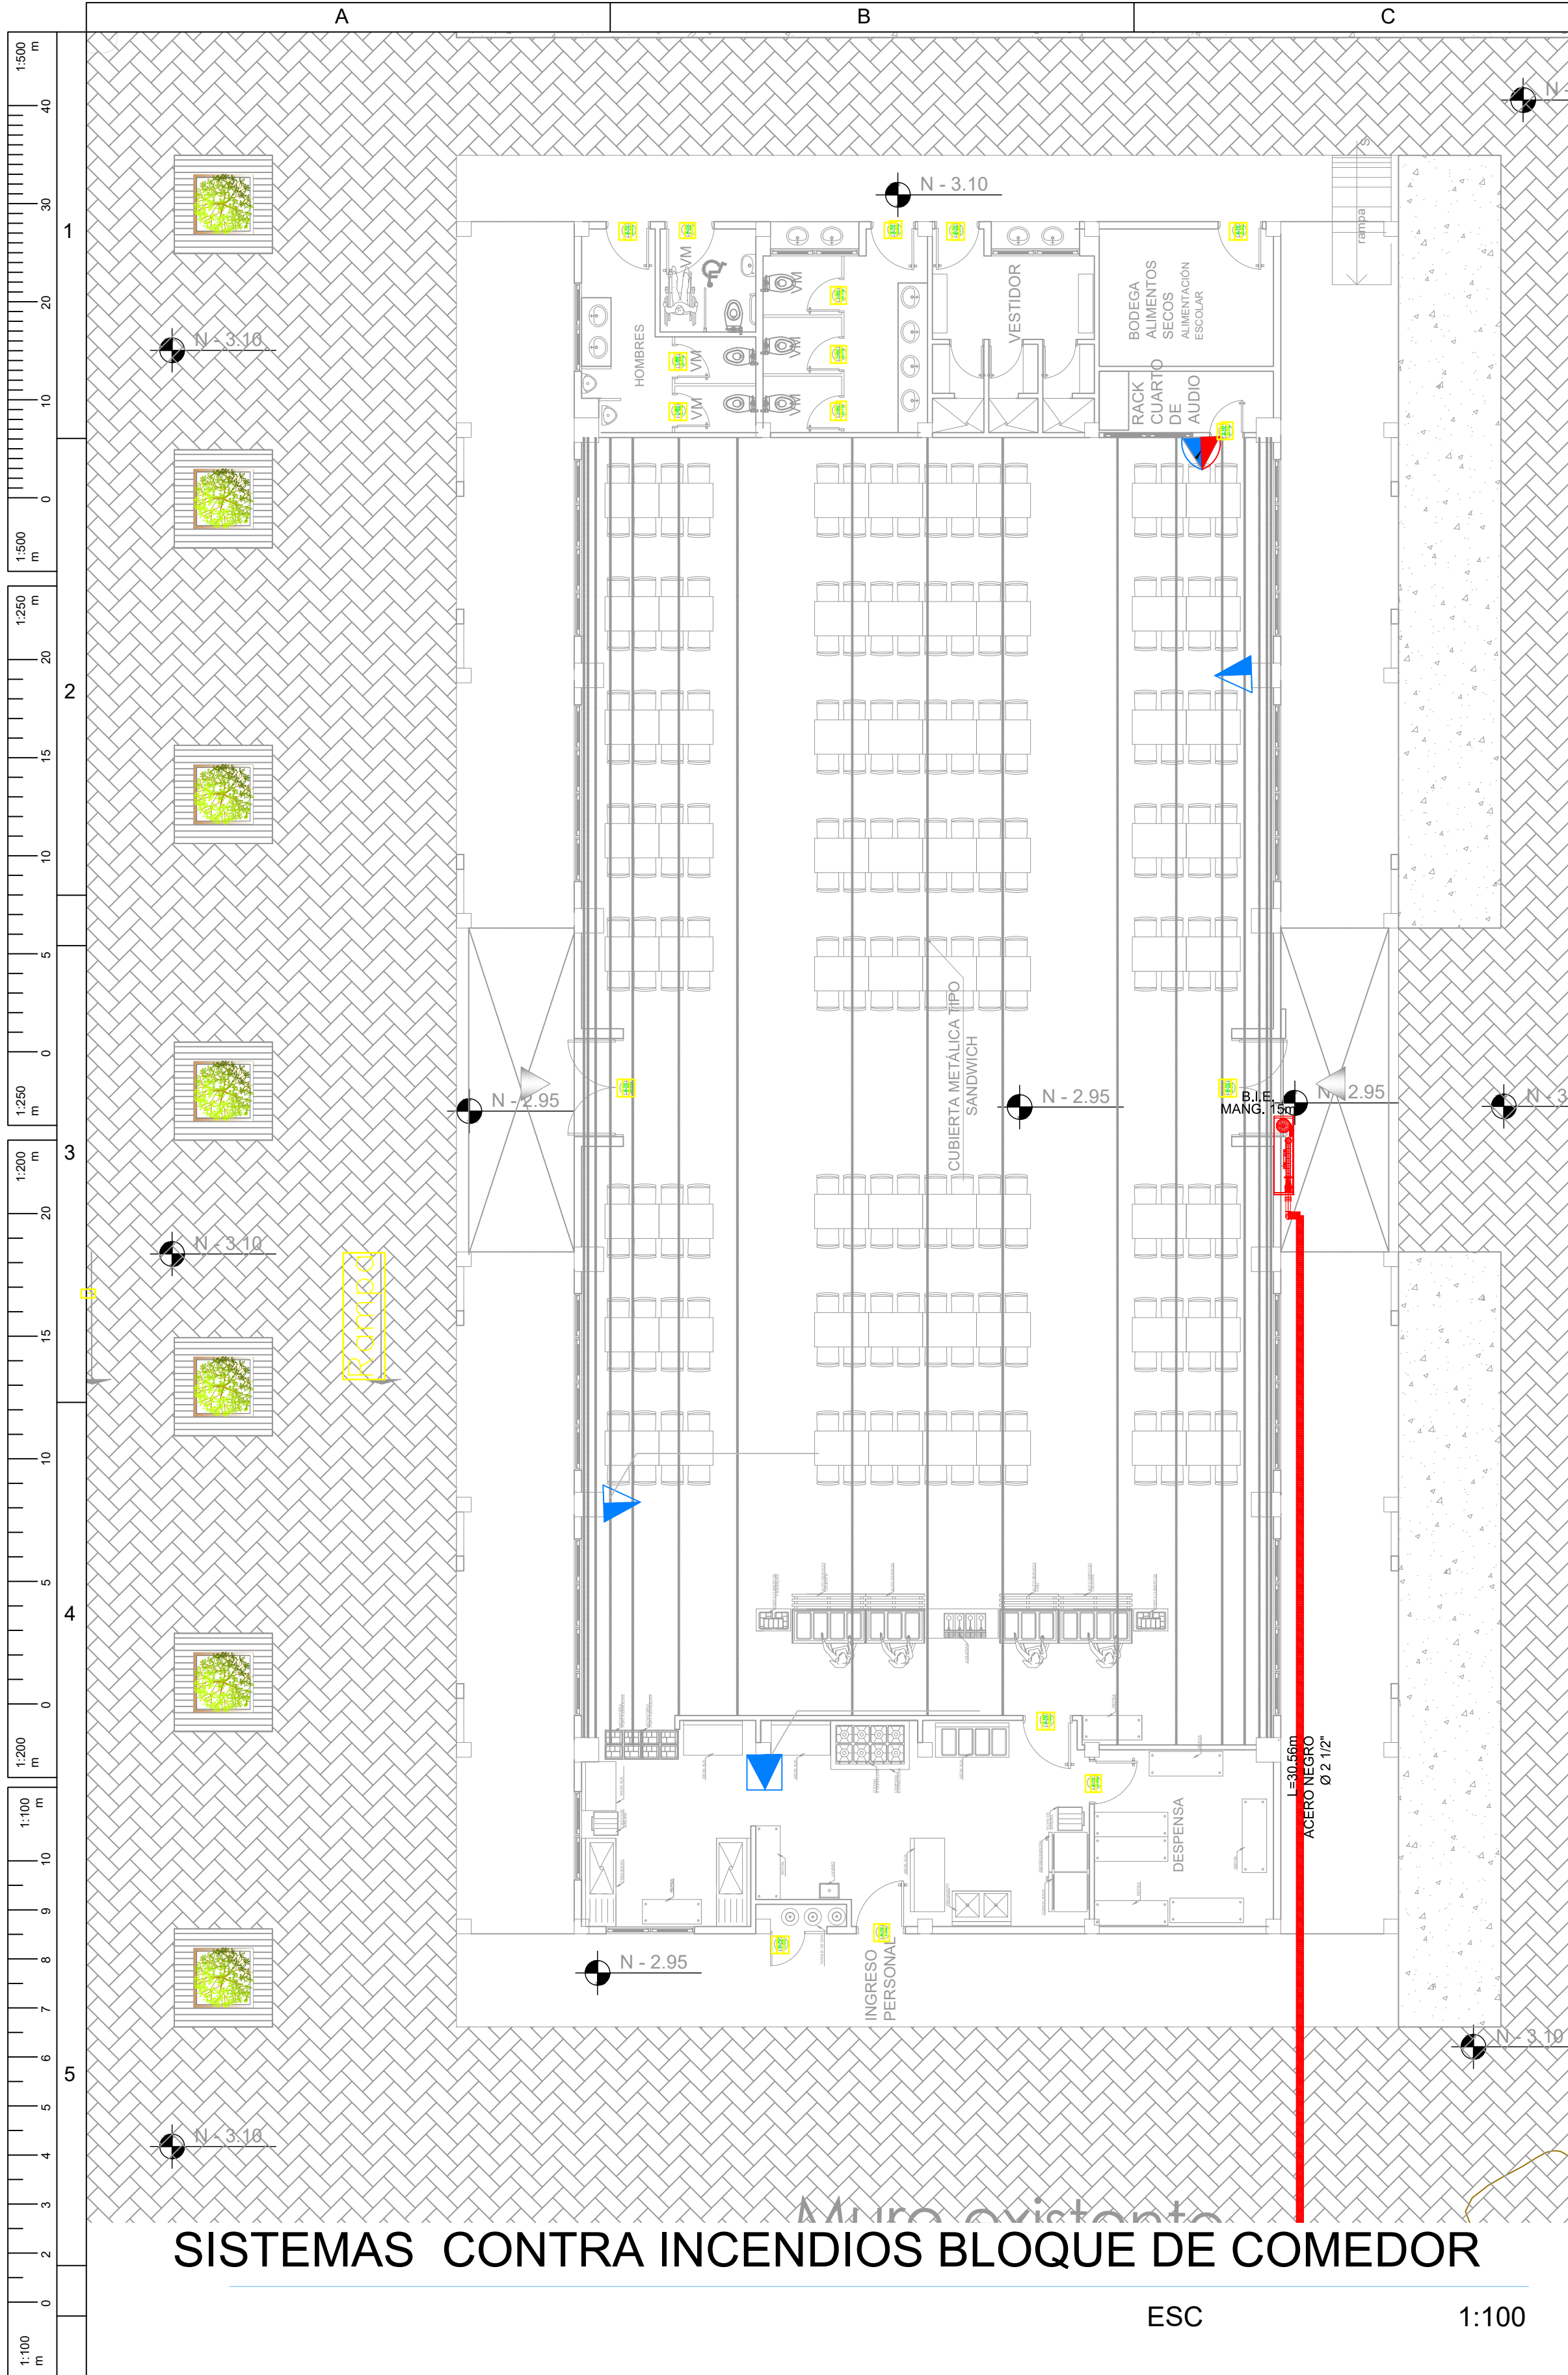 A
B
C
1:500
m
40
30
20
10
0
1:500
m
1:250
m
20
15
10
5
0
1:250
m
1:200
m
20
15
10
5
0
1:200
m
1:100
m
10
9
8
7
6
5
4
3
2
0
1:100
m
1
2
3
4
5
N - 3.10
S
rampa
VM
HOMBRES
VM
VM
VM
VM
VM
VESTIDOR
BODEGA
ALIMENTOS
SECOS
ALIMENTACIÓN
ESCOLAR
RACK
CUARTO
DE
AUDIO
N - 3.10
CUBIERTA METÁLICA TIPO
SANDWICH
N - 2.95
N - 2.95
N - 2.95
B.I.E.
MANG. 15m
N - 3.10
Rampa
L=30.56m
ACERO NEGRO
Ø 2 1/2"
DESPENSA
INGRESO
PERSONAL
N - 2.95
N - 3.10
N - 3.10
Muro existente
SISTEMAS CONTRA INCENDIOS BLOQUE DE COMEDOR
ESC 1:100